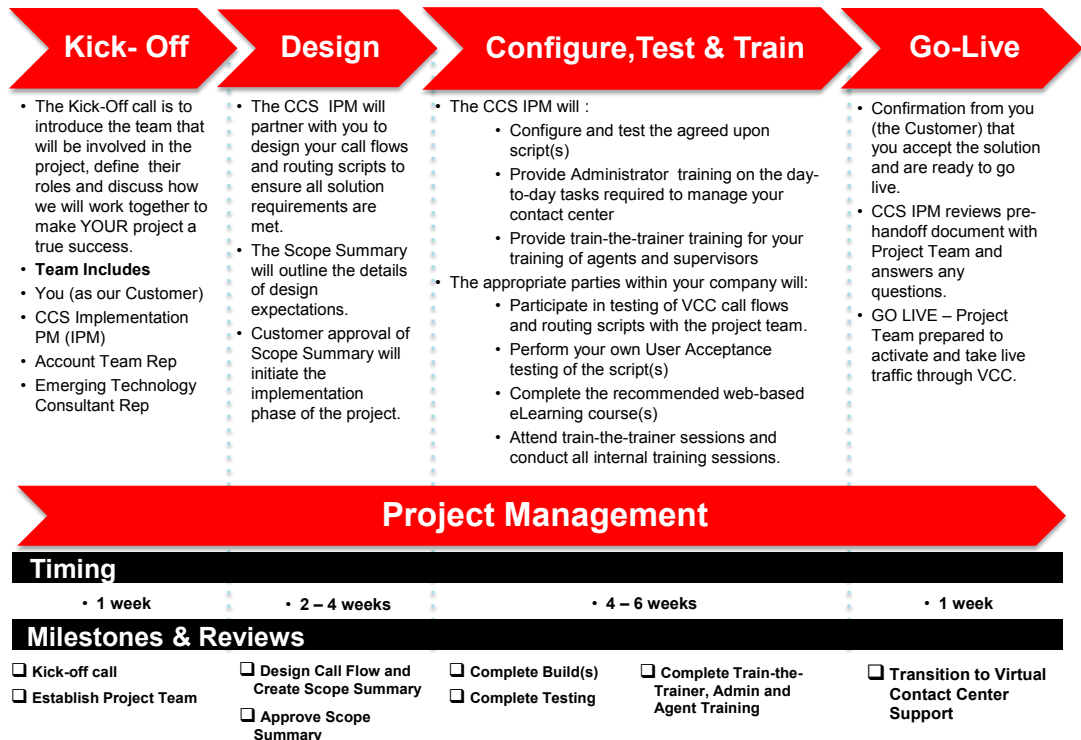 Kick- Off
Design
Configure,Test & Train
Go-Live
• The Kick-Off call is to
introduce the team that
will be involved in the
project, define their
roles and discuss how
we will work together to
make YOUR project a
true success.
• Team Includes
• You (as our Customer)
• CCS Implementation
PM (IPM)
• Account Team Rep
• Emerging Technology
Consultant Rep
• The CCS IPM will
partner with you to
design your call flows
and routing scripts to
ensure all solution
requirements are
met.
• The Scope Summary
will outline the details
of design
expectations.
• Customer approval of
Scope Summary will
initiate the
implementation
phase of the project.
• The CCS IPM will :
• Configure and test the agreed upon
script(s)
• Provide Administrator training on the day-
to-day tasks required to manage your
contact center
• Provide train-the-trainer training for your
training of agents and supervisors
• The appropriate parties within your company will:
• Participate in testing of VCC call flows
and routing scripts with the project team.
• Perform your own User Acceptance
testing of the script(s)
• Complete the recommended web-based
eLearning course(s)
• Attend train-the-trainer sessions and
conduct all internal training sessions.
• Confirmation from you
(the Customer) that
you accept the solution
and are ready to go
live.
• CCS IPM reviews pre-
handoff document with
Project Team and
answers any
questions.
• GO LIVE – Project
Team prepared to
activate and take live
traffic through VCC.
Project Management
Timing
• 1 week
• 2 – 4 weeks
• 4 – 6 weeks
• 1 week
Milestones & Reviews
❑ Kick-off call
❑ Establish Project Team
❑ Design Call Flow and
Create Scope Summary
❑ Approve Scope
Summary
❑ Complete Build(s)
❑ Complete Testing
❑ Complete Train-the-
Trainer, Admin and
Agent Training
❑ Transition to Virtual
Contact Center
Support